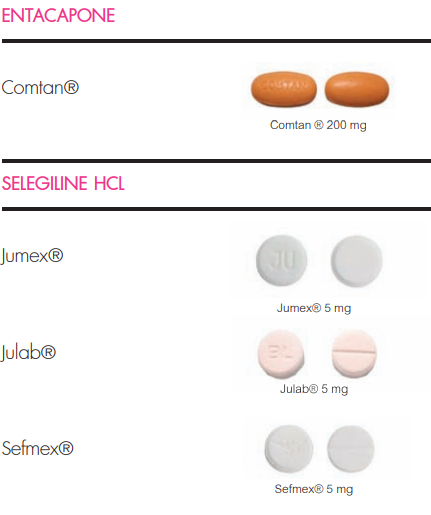 ENTACAPONE
Comtan®
COMTAN
Comtan ® 200 mg
SELEGILINE HCL
Jumex®
JU
Jumex® 5 mg
Julab®
Julab® 5 mg
Sefmex®
Sefmex® 5 mg